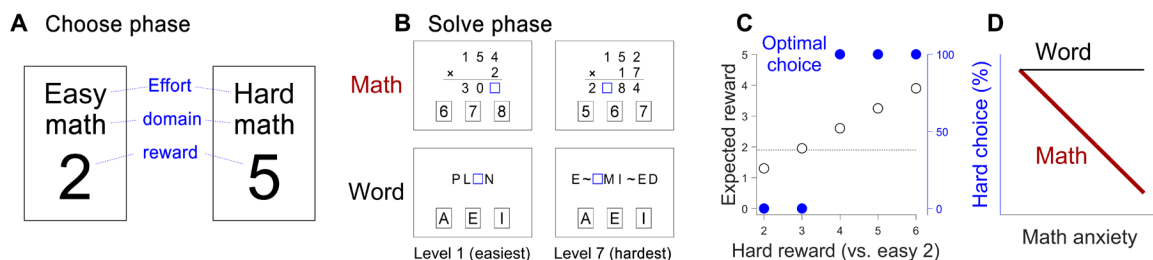 A Choose phase
Easy math
2
Effort
domain
reward
Hard math
5
B Solve phase
Math
1 5 4
× 2
3 0
6 7 8
1 5 2
× 1 7
2 8 4
5 6 7
Word
P L N
A E I
E ~ M I ~ E D
A E I
Level 1 (easiest)
Level 7 (hardest)
C
Optimal choice
Expected reward
5
4
3
2
1
0
100
50
0
2 3 4 5 6
Hard reward (vs. easy 2)
D
Word
Math
Hard choice (%)
Math anxiety